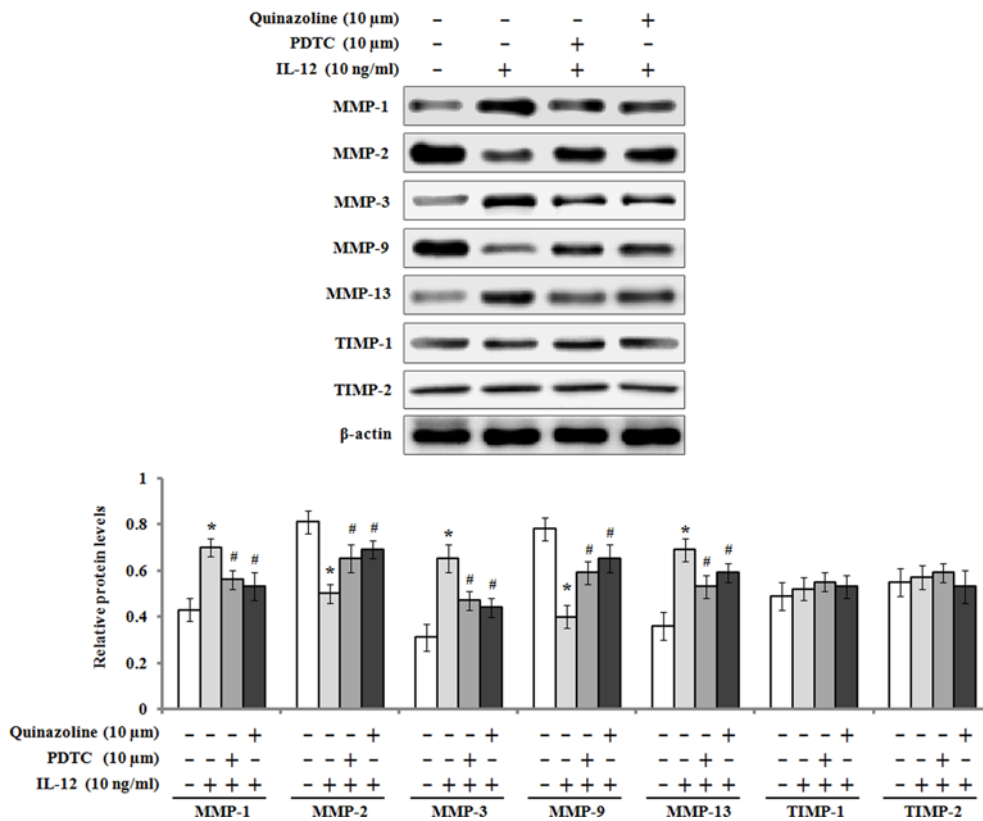 Quinazoline (10 µm) - - - +
PDTC (10 µm) - - + -
IL-12 (10 ng/ml) - + + +
MMP-1
MMP-2
MMP-3
MMP-9
MMP-13
TIMP-1
TIMP-2
β-actin
Relative protein levels
1
0.8
0.6
0.4
0.2
0
* # #
* # #
* # #
* # #
* # #
Quinazoline (10 µm) - - - + - - - + - - - + - - - + - - - + - - - + - - - +
PDTC (10 µm) - - + - - - + - - - + - - - + - - - + - - - + - - - + -
IL-12 (10 ng/ml) - + + + - + + + - + + + - + + + - + + + - + + + - + + +
MMP-1 MMP-2 MMP-3 MMP-9 MMP-13 TIMP-1 TIMP-2